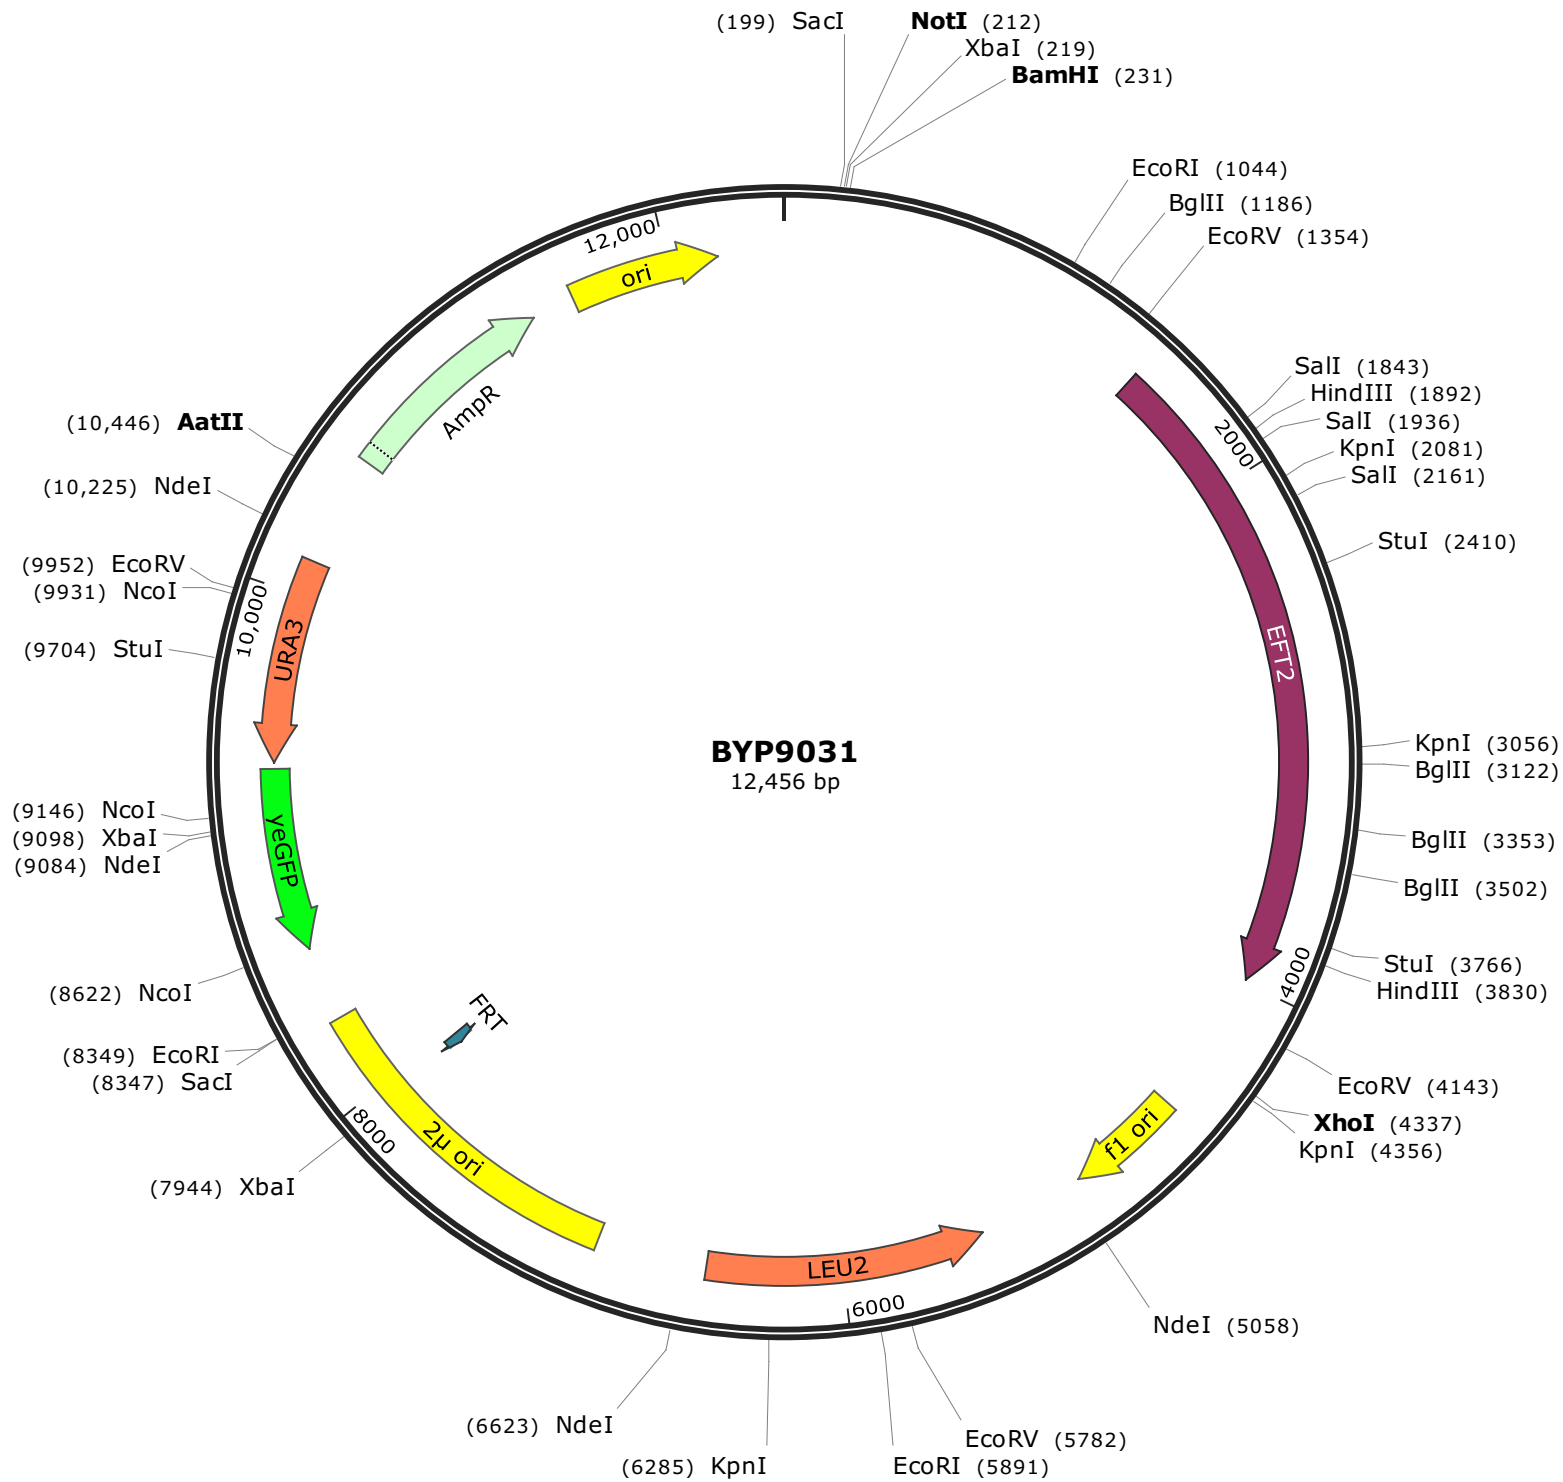 (199) SacI
NotI (212)
XbaI (219)
BamHI (231)
EcoRI (1044)
BglII (1186)
EcoRV (1354)
SalI (1843)
HindIII (1892)
SalI (1936)
KpnI (2081)
SalI (2161)
StuI (2410)
KpnI (3056)
BglII (3122)
BglII (3353)
BglII (3502)
StuI (3766)
HindIII (3830)
EcoRV (4143)
XhoI (4337)
KpnI (4356)
NdeI (5058)
EcoRV (5782)
EcoRI (5891)
(6285) KpnI
(6623) NdeI
(7944) XbaI
(8347) SacI
(8349) EcoRI
(8622) NcoI
(9084) NdeI
(9098) XbaI
(9146) NcoI
(9704) StuI
(9931) NcoI
(9952) EcoRV
(10,225) NdeI
(10,446) AatII
2000
4000
6000
8000
10,000
12,000
ori
AmpR
URA3
yeGFP
FRT
2μ ori
LEU2
f1 ori
EFT2
BYP9031
12,456 bp